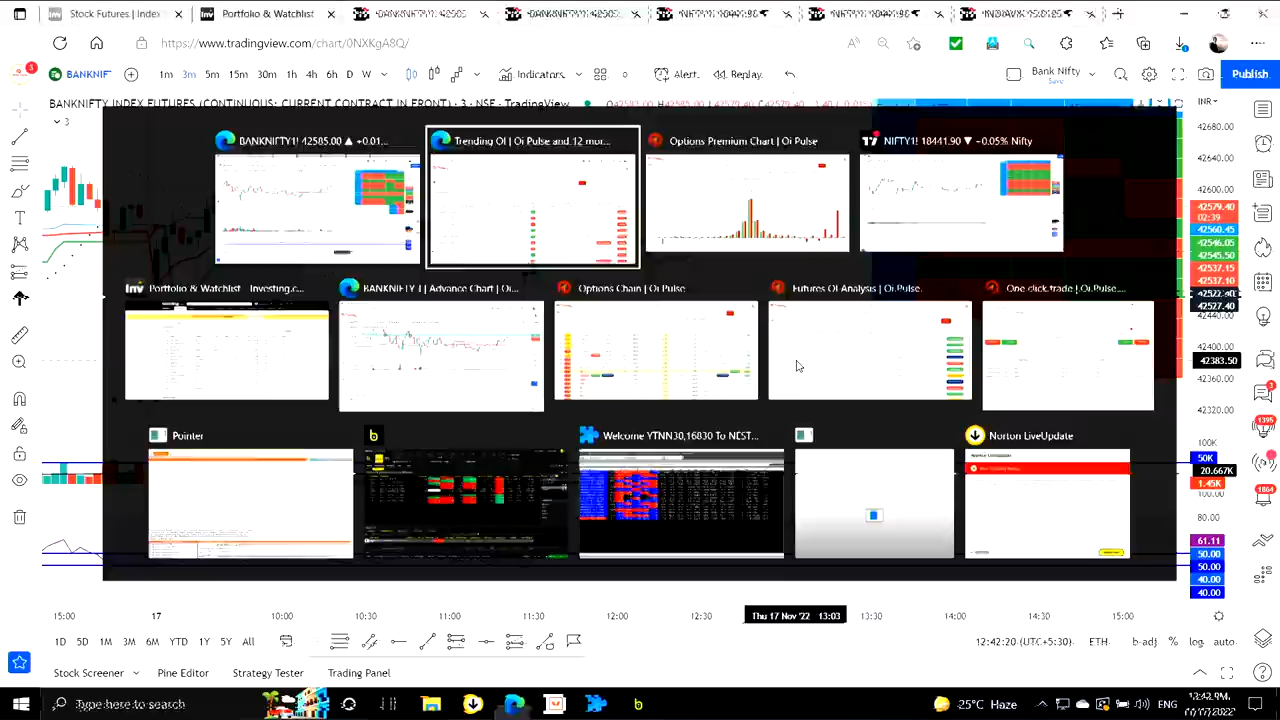 Stock Futures | Index
Portfolio & Watchlist
https://www.tradingview.com/chart/0NXKgA8Q/
BANKNIF
1m 3m 5m 15m 30m 1h 4h 6h D W
Indicators
Alert
Replay
Bank Nifty
Save
Publish
BANKNIFTY INDEX FUTURES (CONTINUOUS: CURRENT CONTRACT IN FRONT) · 3 · NSE · TradingView
INR
3
BANKNIFTY1! 42585.00 ▲ +0.01...
Trending OI | Oi Pulse and 12 mor...
Options Premium Chart | Oi Pulse
NIFTY1! 18441.90 ▼ −0.05% Nifty
42680.00
42640.00
42600.00
42579.40
02:39
42560.45
42546.05
42545.50
42537.15
42537.10
42527.40
42440.00
42400.00
42383.50
42360.00
42320.00
Portfolio & Watchlist - Investing.c...
BANKNIFTY-I | Advance Chart | Oi...
Options Chain | Oi Pulse
Futures OI Analysis | Oi Pulse.
One click trade | Oi Pulse....
Pointer
Welcome YTNN30,16830 To NEST...
Norton LiveUpdate
100K
50K
20.667K
1.45K
80.00
61.11
50.00
50.00
40.00
40.00
3
3
1395
1864
15:00 17 10:00 10:30 11:00 11:30 12:00 12:30 Thu 17 Nov '22 13:03 13:30 14:00 14:30 15:00
1D 5D 1M 3M 6M YTD 1Y 5Y All
12:42:20 (UTC+5:30) ETH b-adj % log auto
Stock Screener Pine Editor Strategy Tester Trading Panel
Type here to search
25°C Haze
ENG
12:42 PM